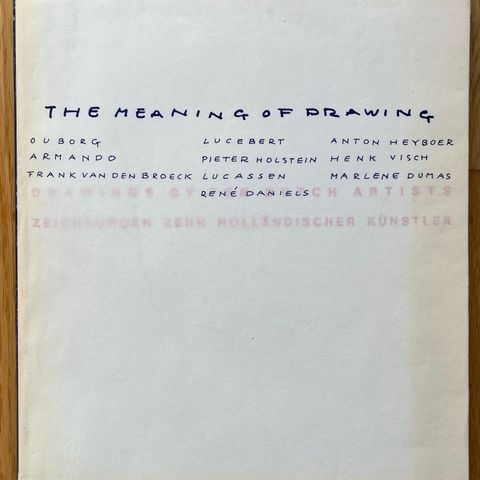 THE MEANING OF DRAWING
OUBORG LUCEBERT ANTON HEYBOER
ARMANDO PIETER HOLSTEIN HENK VISCH
FRANK VAN DEN BROECK LUCASSEN MARLENE DUMAS
RENÉ DANIELS
DRAWINGS BY TEN DUTCH ARTISTS
ZEICHNUNGEN ZEHN HOLLÄNDISCHER KÜNSTLER